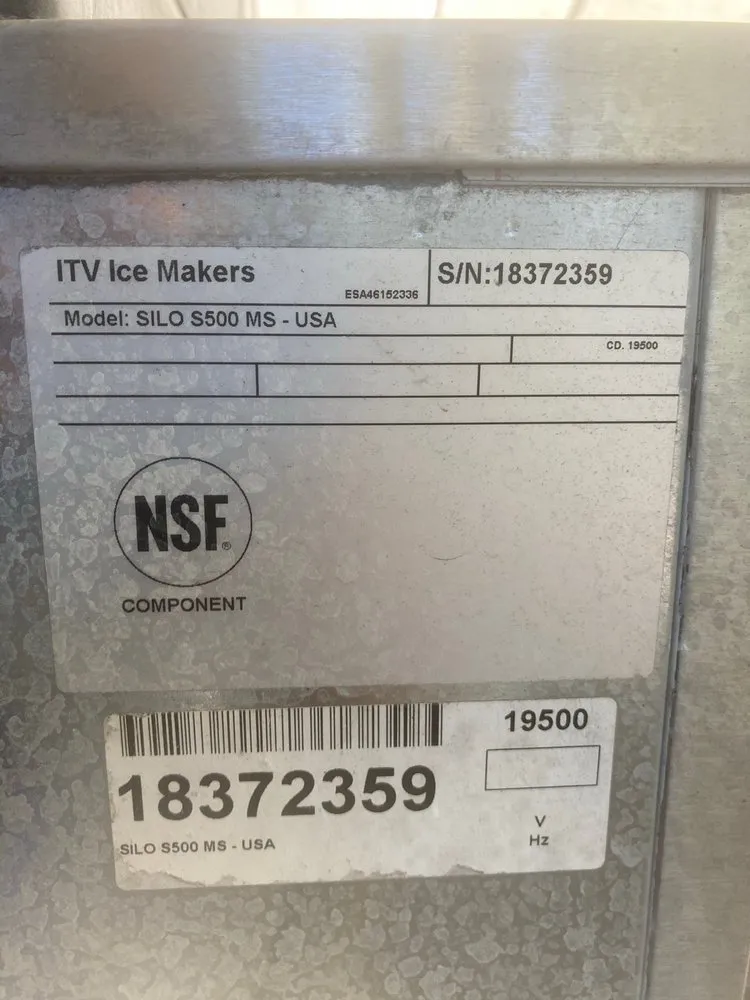 ITV Ice Makers
ESA46152336
S/N:18372359
Model: SILO S500 MS - USA
CD. 19500
NSF®
COMPONENT
19500
18372359
SILO S500 MS - USA
V
Hz